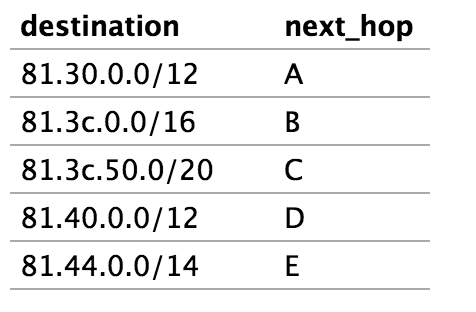 destination next_hop
81.30.0.0/12 A
81.3c.0.0/16 B
81.3c.50.0/20 C
81.40.0.0/12 D
81.44.0.0/14 E